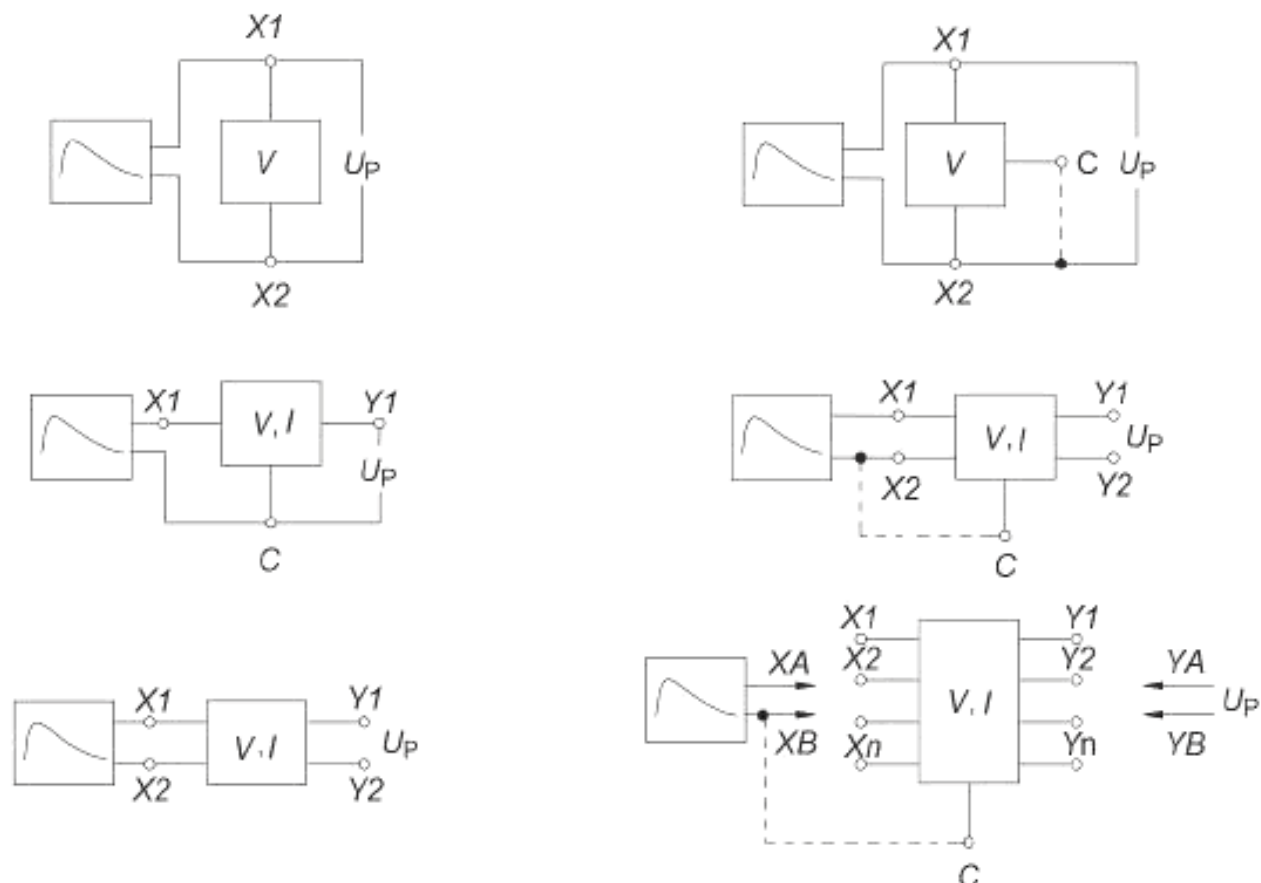 X1
V
UP
X2
X1
V
C
UP
X2
X1
V, I
Y1
UP
C
X1
Y1
V, I
UP
X2
Y2
C
X1
Y1
V, I
UP
X2
Y2
X1
Y1
XA
X2
Y2
YA
V, I
UP
XB
Xn
Yn
YB
C